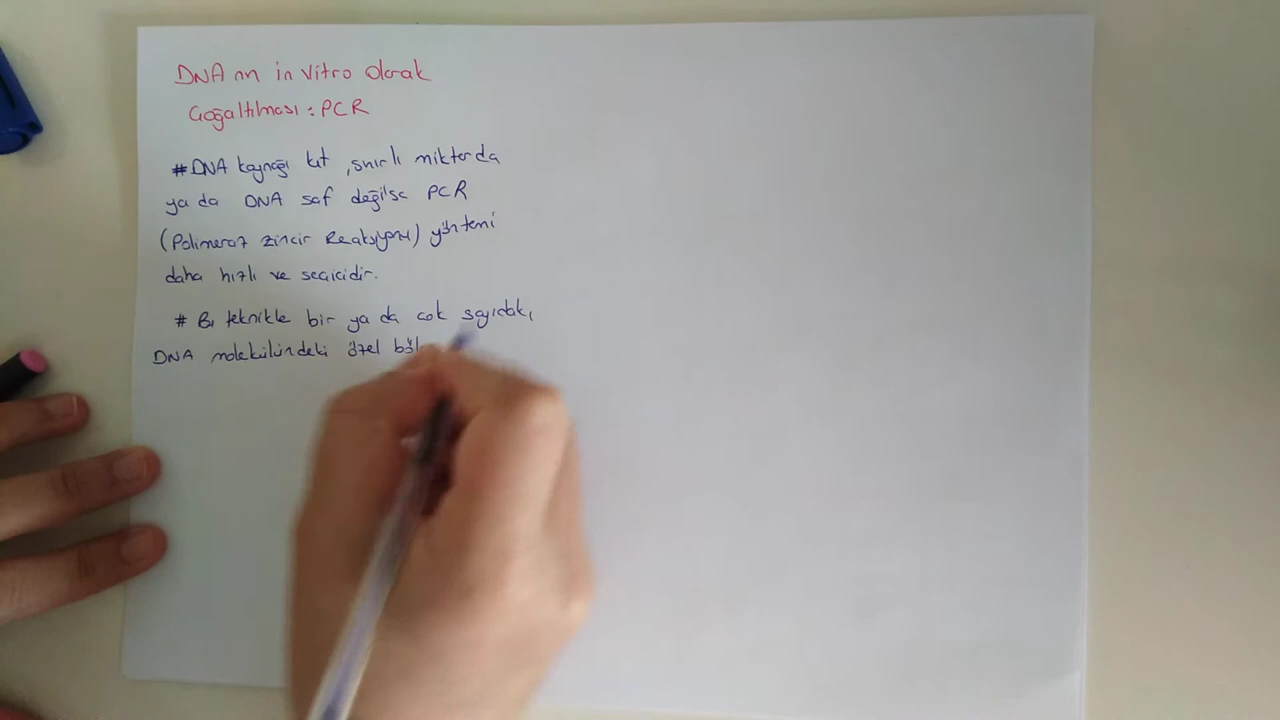 DNA nın in vitro olarak
Çoğaltılması : PCR
# DNA kaynağı kıt , sınırlı miktarda
ya da DNA saf değilse PCR
(Polimeraz zincir Reaksiyonu) yöntemi
daha hızlı ve seçicidir.
# Bu teknikle bir ya da çok sayıdaki
DNA molekülündeki özel böl